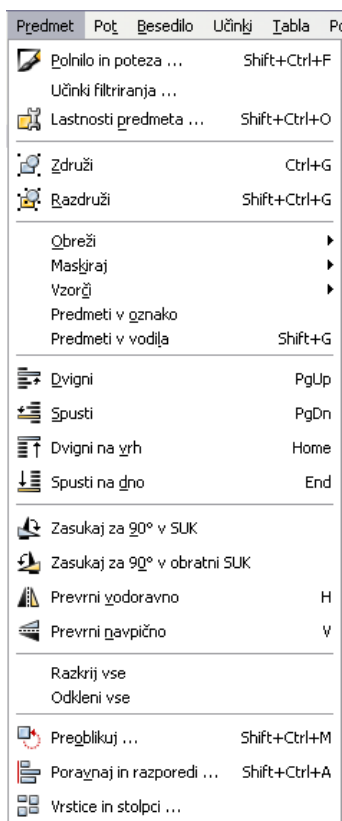 Predmet Pot Besedilo Učinki Tabla
Polnilo in poteza ... Shift+Ctrl+F
Učinki filtriranja ...
Lastnosti predmeta ... Shift+Ctrl+O
Združi Ctrl+G
Razdruži Shift+Ctrl+G
Obreži
Maskiraj
Vzorči
Predmeti v oznako
Predmeti v vodila Shift+G
Dvigni PgUp
Spusti PgDn
Dvigni na vrh Home
Spusti na dno End
Zasukaj za 90° v SUK
Zasukaj za 90° v obratni SUK
Prevrni vodoravno H
Prevrni navpično V
Razkrij vse
Odkleni vse
Preoblikuj ... Shift+Ctrl+M
Poravnaj in razporedi ... Shift+Ctrl+A
Vrstice in stolpci ...